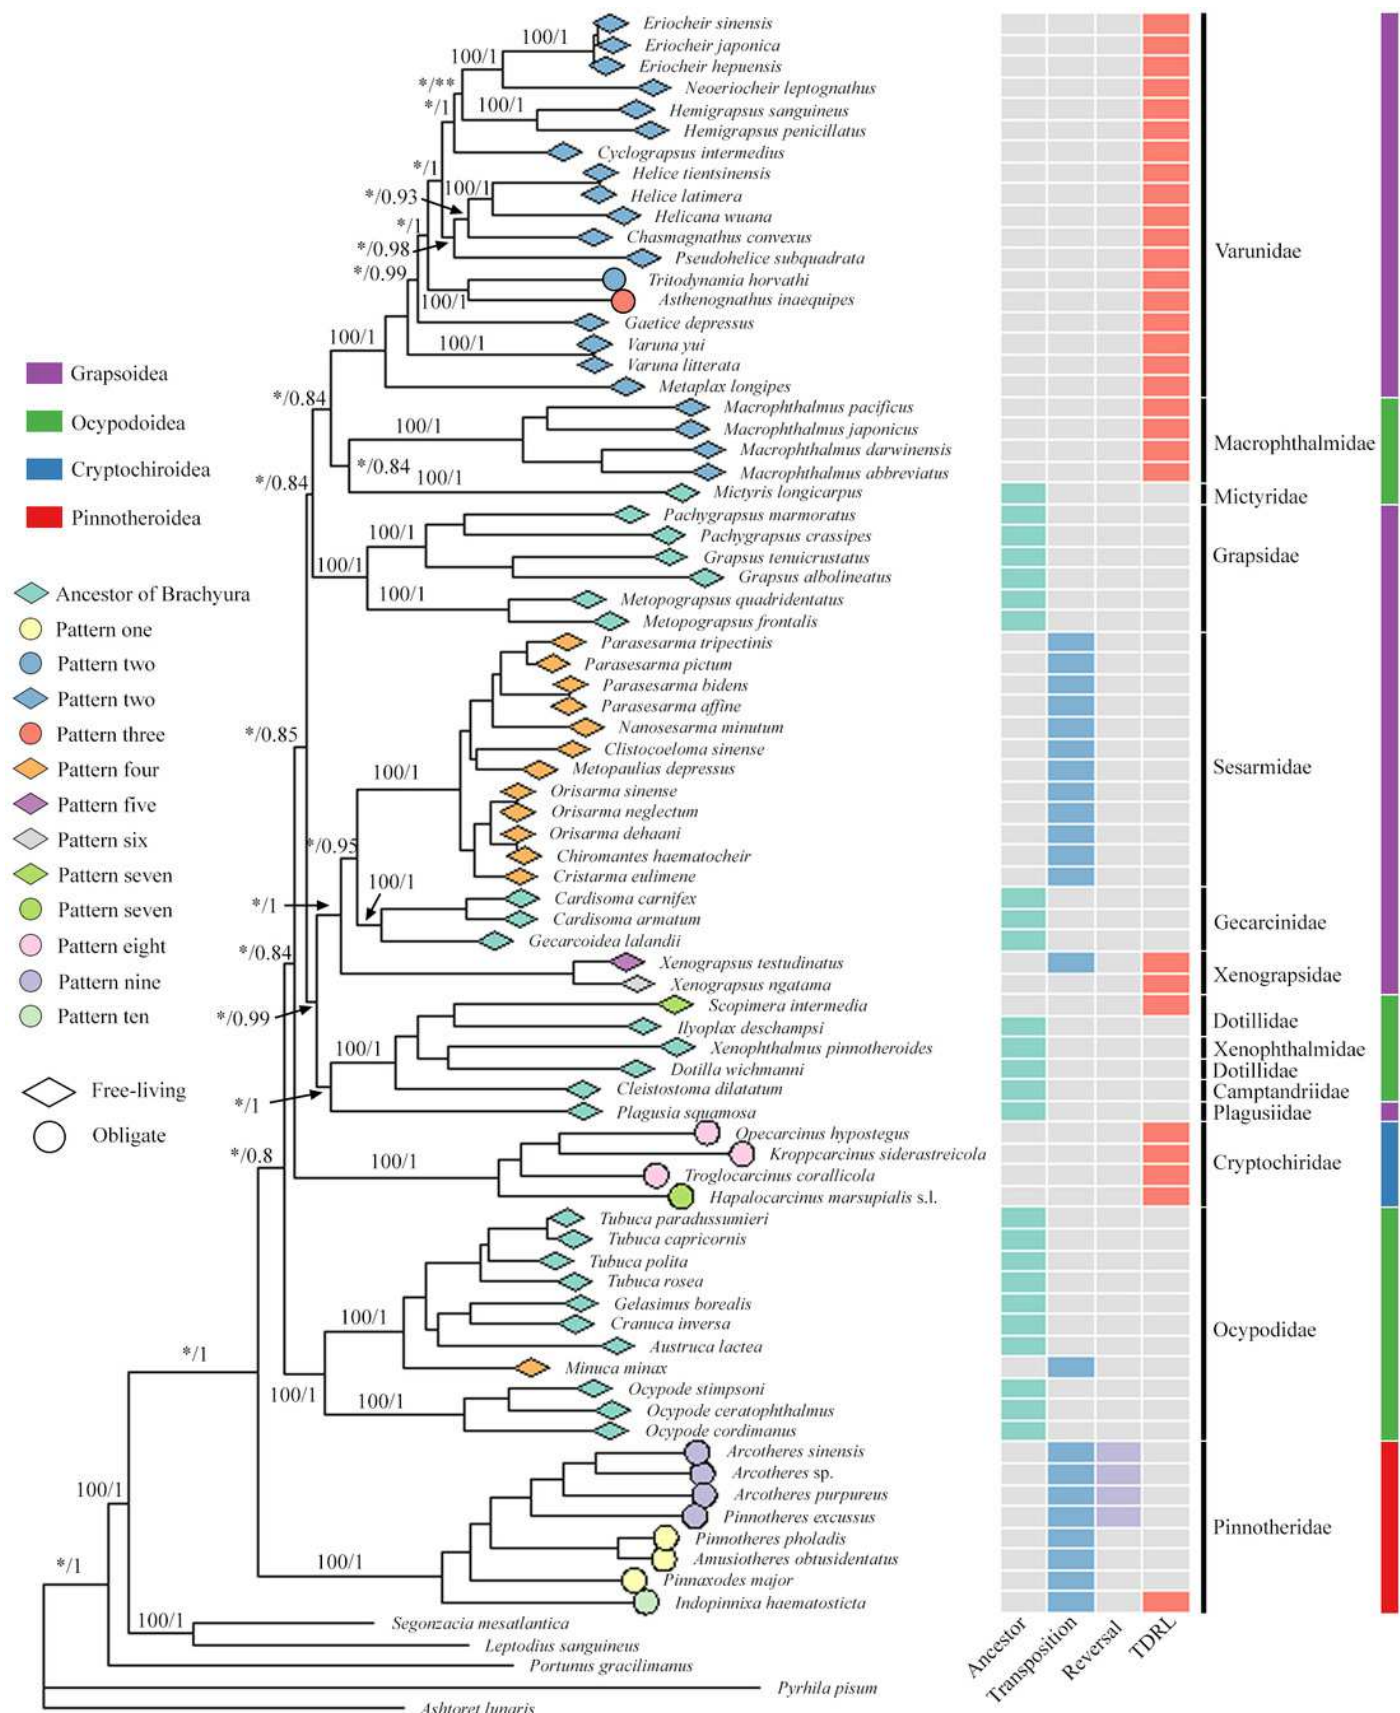 Eriocheir sinensis
100/1
Eriocheir japonica
100/1
Eriocheir hepuensis
*/**
Neoeriocheir leptognathus
*/1
100/1
Hemigrapsus sanguineus
Hemigrapsus penicillatus
Cyclograpsus intermedius
*/1
Helice tientsinensis
*/0.93
100/1
Helice latimera
Helicana wuana
*/1
Chasmagnathus convexus
*/0.98
Varunidae
Pseudohelice subquadrata
*/0.99
Tritodynamia horvathi
100/1
Asthenognathus inaequipes
Gaetice depressus
100/1
100/1
Varuna yui
Varuna litterata
Grapsoidea
Metaplax longipes
*/0.84
Macrophthalmus pacificus
Ocypodoidea
100/1
Macrophthalmus japonicus
Macrophthalmidae
Macrophthalmus darwinensis
Cryptochiroidea
*/0.84
Macrophthalmus abbreviatus
*/0.84
100/1
Mictyris longicarpus
Mictyridae
Pinnotheroidea
Pachygrapsus marmoratus
100/1
Pachygrapsus crassipes
Grapsus tenuicrustatus
Grapsidae
100/1
Grapsus albolineatus
Ancestor of Brachyura
100/1
Metopograpsus quadridentatus
Metopograpsus frontalis
Pattern one
Parasesarma tripectinis
Pattern two
Parasesarma pictum
Parasesarma bidens
Pattern two
Parasesarma affine
Nanosesarma minutum
Pattern three
*/0.85
Clistocoeloma sinense
Pattern four
100/1
Metopaulias depressus
Sesarmidae
Orisarma sinense
Pattern five
Orisarma neglectum
Pattern six
*/0.95
Orisarma dehaani
Chiromantes haematocheir
Pattern seven
100/1
Cristarma eulimene
*/1
Cardisoma carnifex
Pattern seven
Cardisoma armatum
Gecarcinidae
Pattern eight
*/0.84
Gecarcoidea lalandii
Xenograpsus testudinatus
Xenograpsidae
Pattern nine
Xenograpsus ngatama
Pattern ten
*/0.99
Scopimera intermedia
Dotillidae
Ilyoplax deschampsi
100/1
Xenophthalmus pinnotheroides
Xenophthalmidae
Dotilla wichmanni
Dotillidae
Free-living
*/1
Cleistostoma dilatatum
Camptandriidae
Plagusia squamosa
Plagusiidae
Obligate
Opecarcinus hypostegus
*/0.8
100/1
Kroppcarcinus siderastreicola
Cryptochiridae
Troglocarcinus corallicola
Hapalocarcinus marsupialis s.l.
Tubuca paradussumieri
Tubuca capricornis
Tubuca polita
Tubuca rosea
100/1
Gelasimus borealis
Cranuca inversa
Ocypodidae
*/1
Austruca lactea
Minuca minax
100/1
100/1
Ocypode stimpsoni
Ocypode ceratophthalmus
Ocypode cordimanus
Arcotheres sinensis
100/1
Arcotheres sp.
Arcotheres purpureus
Pinnotheres excussus
Pinnotheridae
Pinnotheres pholadis
*/1
100/1
Amusiotheres obtusidentatus
Pinnaxodes major
Indopinnixa haematosticta
100/1
Segonzacia mesatlantica
Leptodius sanguineus
Portunus gracilimanus
Pyrhila pisum
Ashtoret lunaris
Ancestor
Transposition
Reversal
TDRL